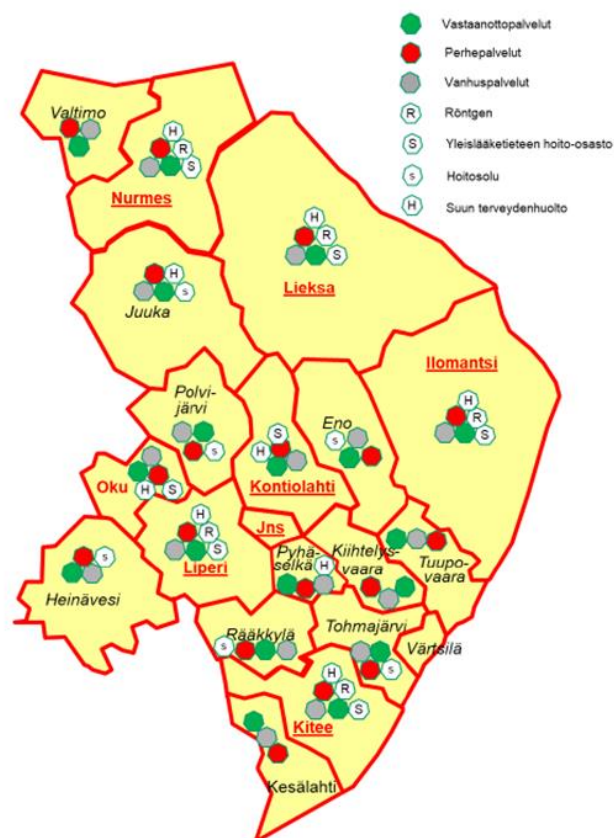 Vastaanottopalvelut
Perhepalvelut
Vanhuspalvelut
R Röntgen
S Yleislääketieteen hoito-osasto
s Hoitosolu
H Suun terveydenhuolto
Valtimo
H
R
S
Nurmes
H
R
S
Lieksa
H
s
Juuka
Ilomantsi
H
R
S
Polvi-
järvi
s
Eno
s
S
H
Kontiolahti
Oku
H S
H
R
S
Liperi
Jns
Pyhä-
selkä
H
Kiihtelys-
vaara
Tuupo-
vaara
s
Heinävesi
Rääkkylä
s
Tohmajärvi
s
Värtsilä
H
R
S
Kitee
Kesälahti